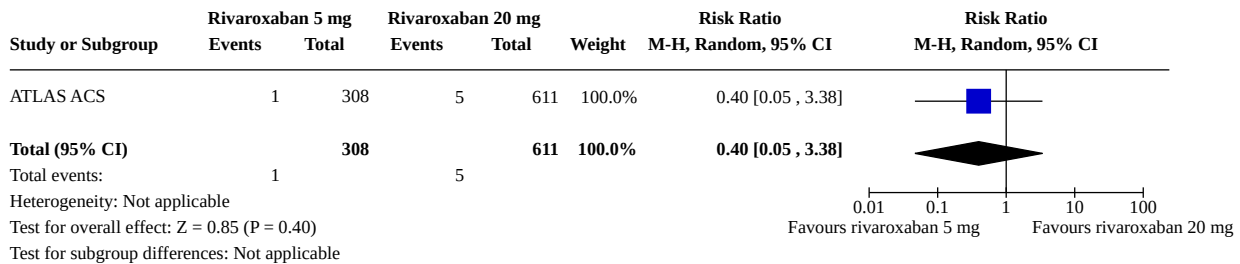 Rivaroxaban 5 mg Rivaroxaban 20 mg Risk Ratio Risk Ratio
Study or Subgroup Events Total Events Total Weight M-H, Random, 95% CI M-H, Random, 95% CI
ATLAS ACS 1 308 5 611 100.0% 0.40 [0.05 , 3.38]
Total (95% CI) 308 611 100.0% 0.40 [0.05 , 3.38]
Total events: 1 5
Heterogeneity: Not applicable
0.01 0.1 1 10 100
Test for overall effect: Z = 0.85 (P = 0.40) Favours rivaroxaban 5 mg Favours rivaroxaban 20 mg
Test for subgroup differences: Not applicable